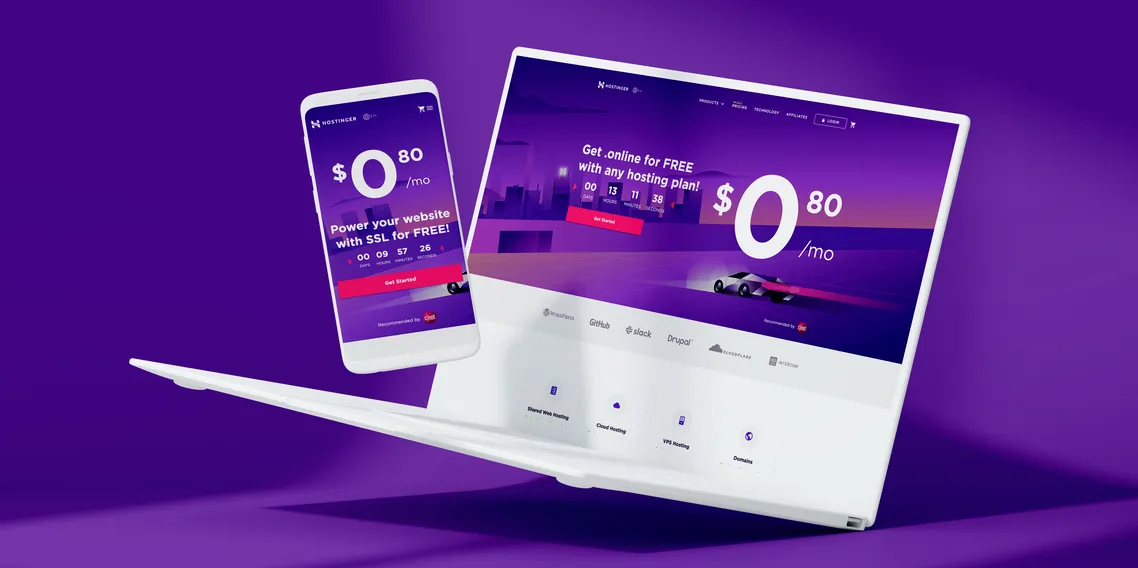 HOSTINGER
EN
$0.80
/mo
Power your website
with SSL for FREE!
00 09 57 26
DAYS HOURS MINUTES SECONDS
Get Started
Recommended by cnet
HOSTINGER
PRODUCTS PRICING TECHNOLOGY AFFILIATES LOGIN
Get .online for FREE
with any hosting plan!
00 13 11 38
DAYS HOURS MINUTES SECONDS
Get Started
$0.80
/mo
Recommended by cnet
WORDPRESS GitHub slack Drupal CLOUDFLARE INTERCOM
Shared Web Hosting Cloud Hosting VPS Hosting Domains